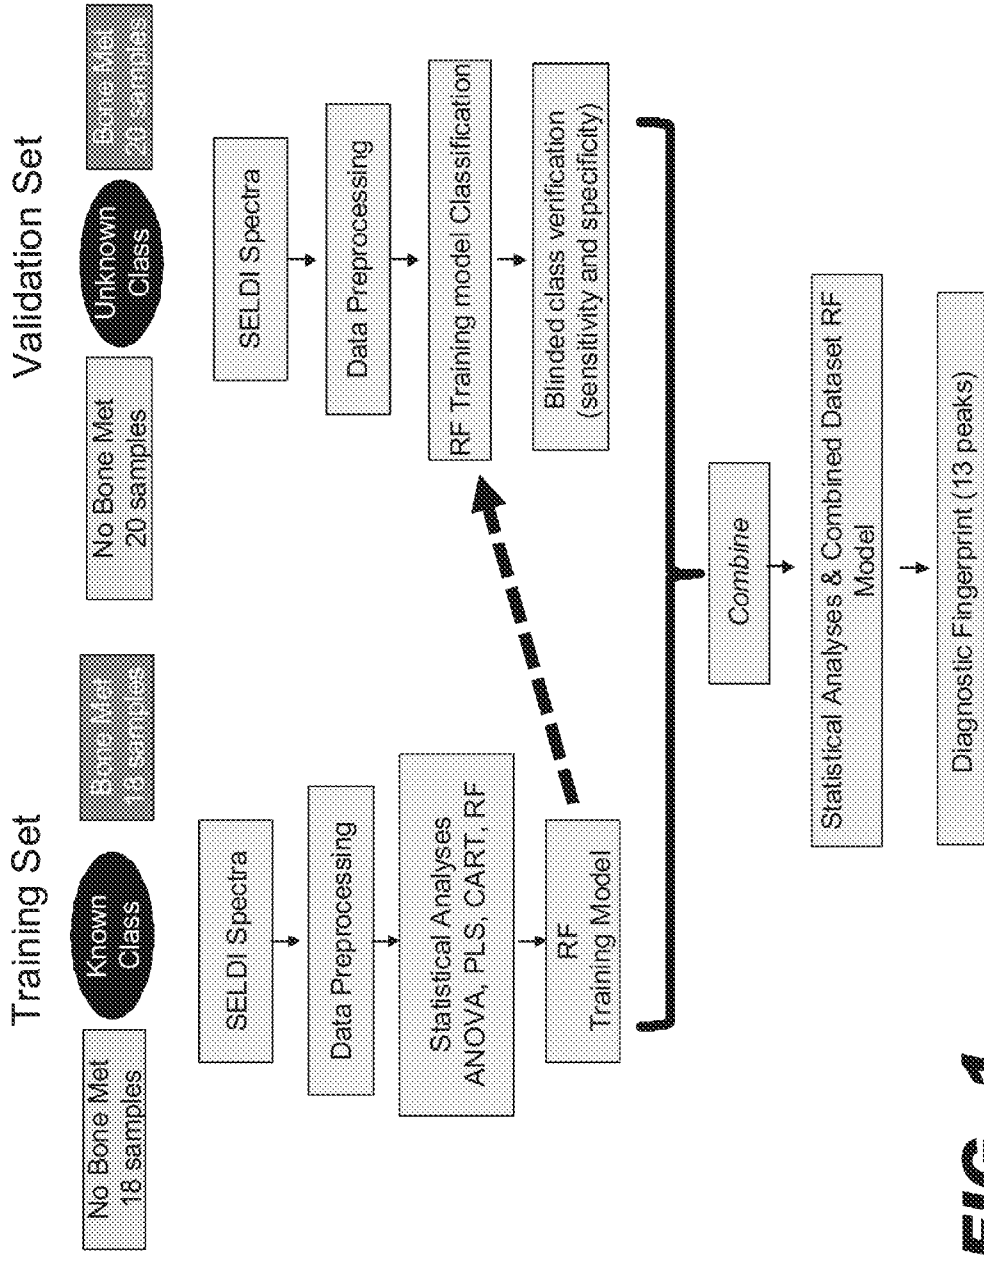 Training Set
No Bone Met
18 samples
Known
Class
Bone Met
18 samples
SELDI Spectra
Data Preprocessing
Statistical Analyses
ANOVA, PLS, CART, RF
RF
Training Model
Validation Set
No Bone Met
20 samples
Unknown
Class
Bone Met
20 samples
SELDI Spectra
Data Preprocessing
RF Training model Classification
Blinded class verification
(sensitivity and specificity)
Combine
Statistical Analyses & Combined Dataset RF
Model
Diagnostic Fingerprint (13 peaks)
FIG. 1